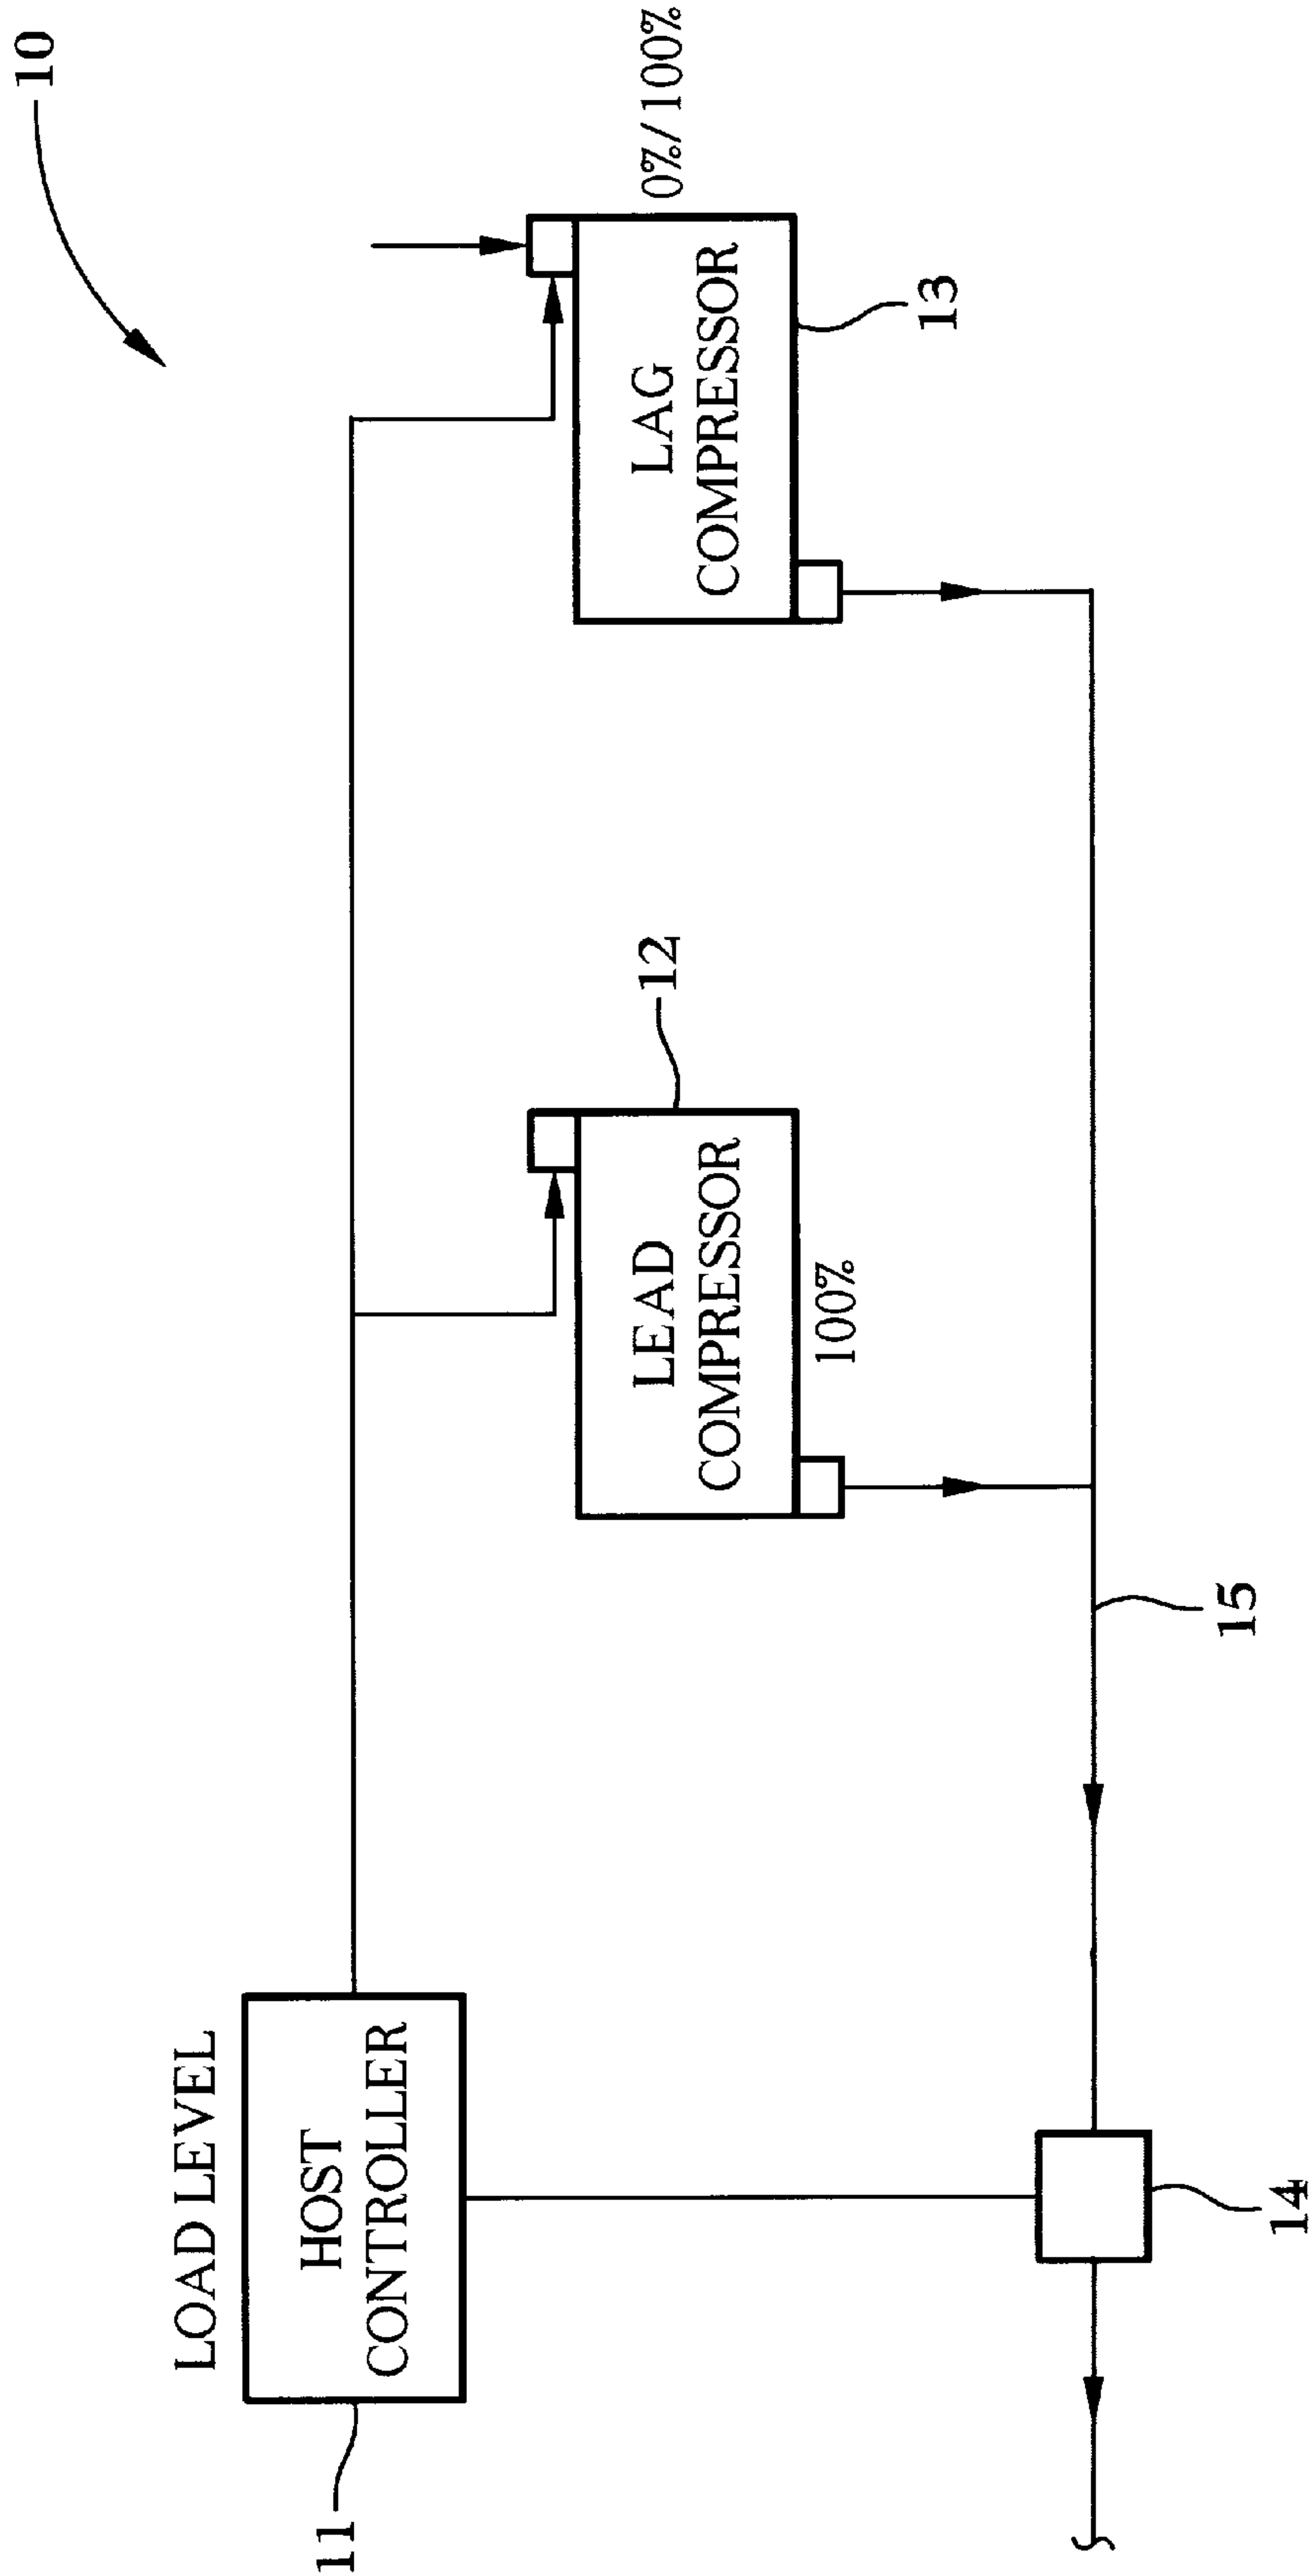 10
LOAD LEVEL
11
HOST
CONTROLLER
LEAD
COMPRESSOR
100%
12
LAG
COMPRESSOR
0%/100%
13
15
14